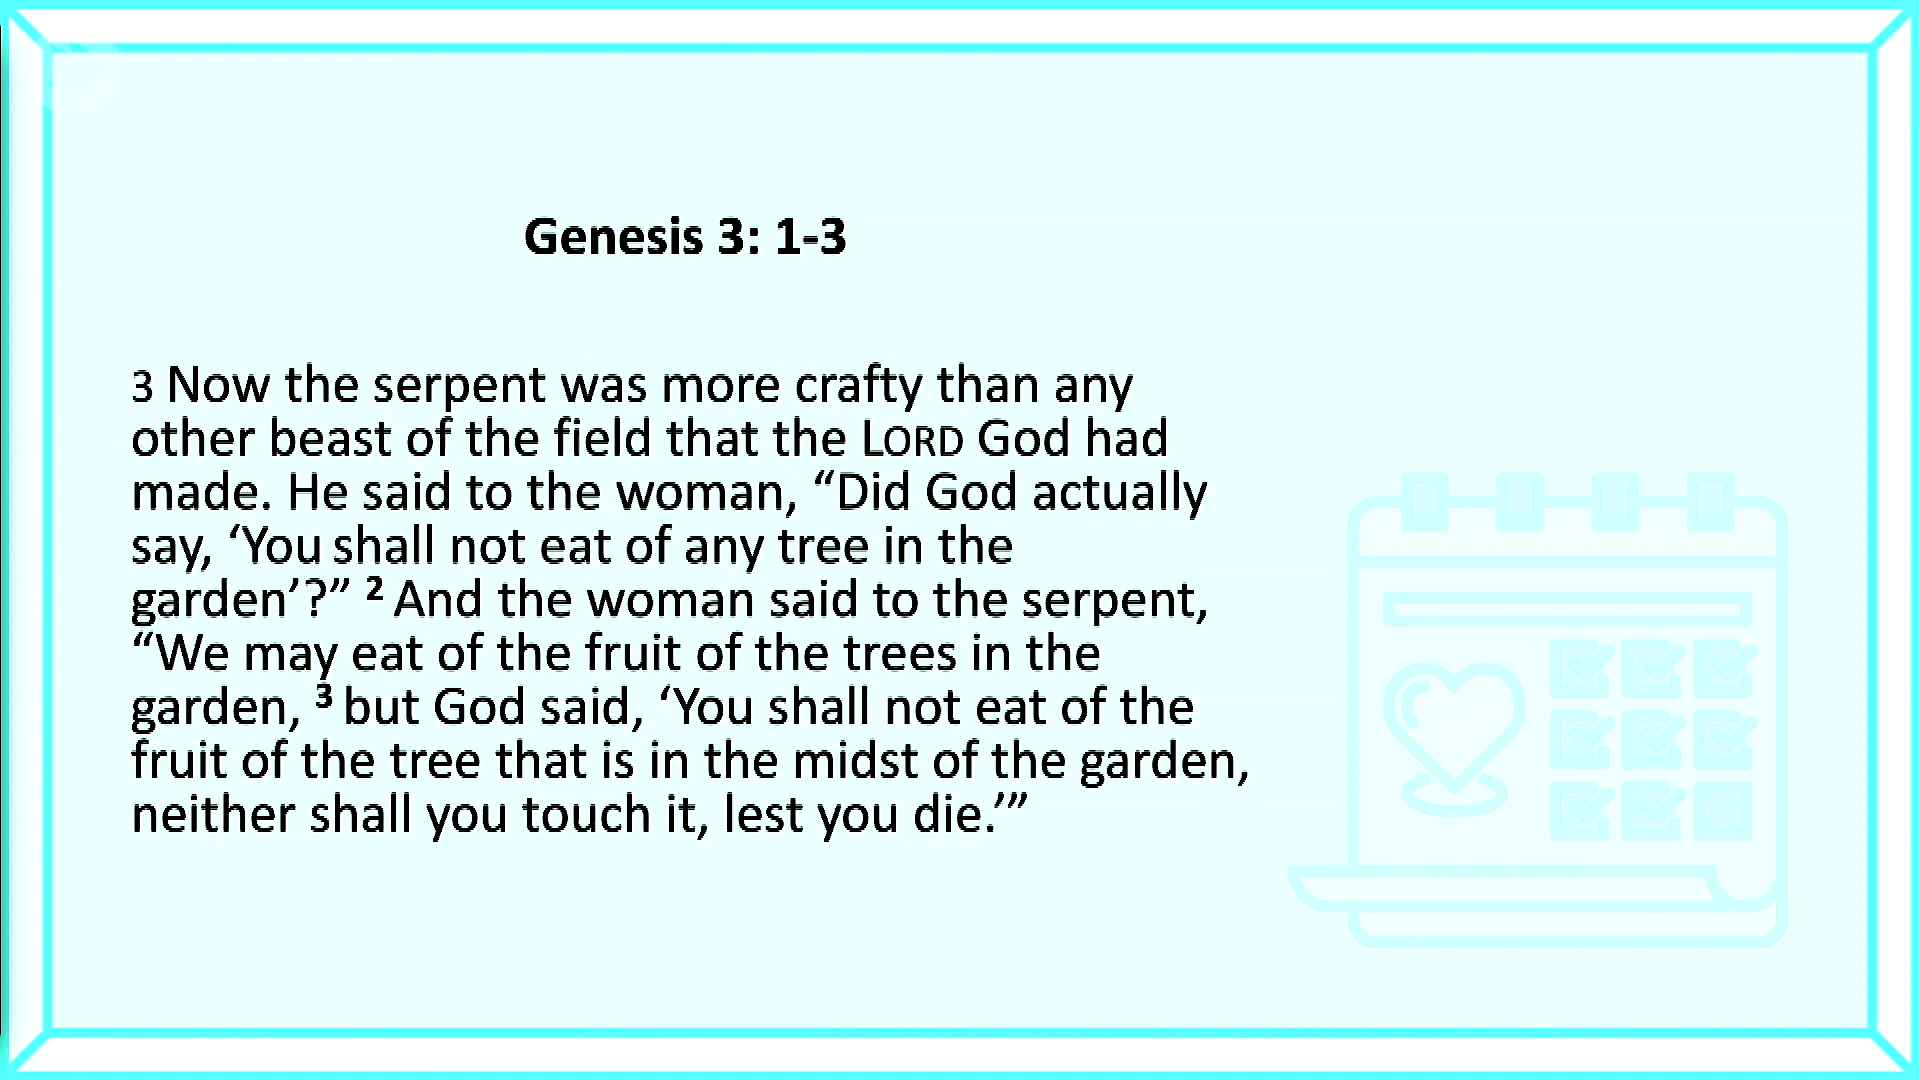 Genesis 3: 1-3
3 Now the serpent was more crafty than any
other beast of the field that the LORD God had
made. He said to the woman, “Did God actually
say, ‘You shall not eat of any tree in the
garden’?” ² And the woman said to the serpent,
“We may eat of the fruit of the trees in the
garden, ³ but God said, ‘You shall not eat of the
fruit of the tree that is in the midst of the garden,
neither shall you touch it, lest you die.’”